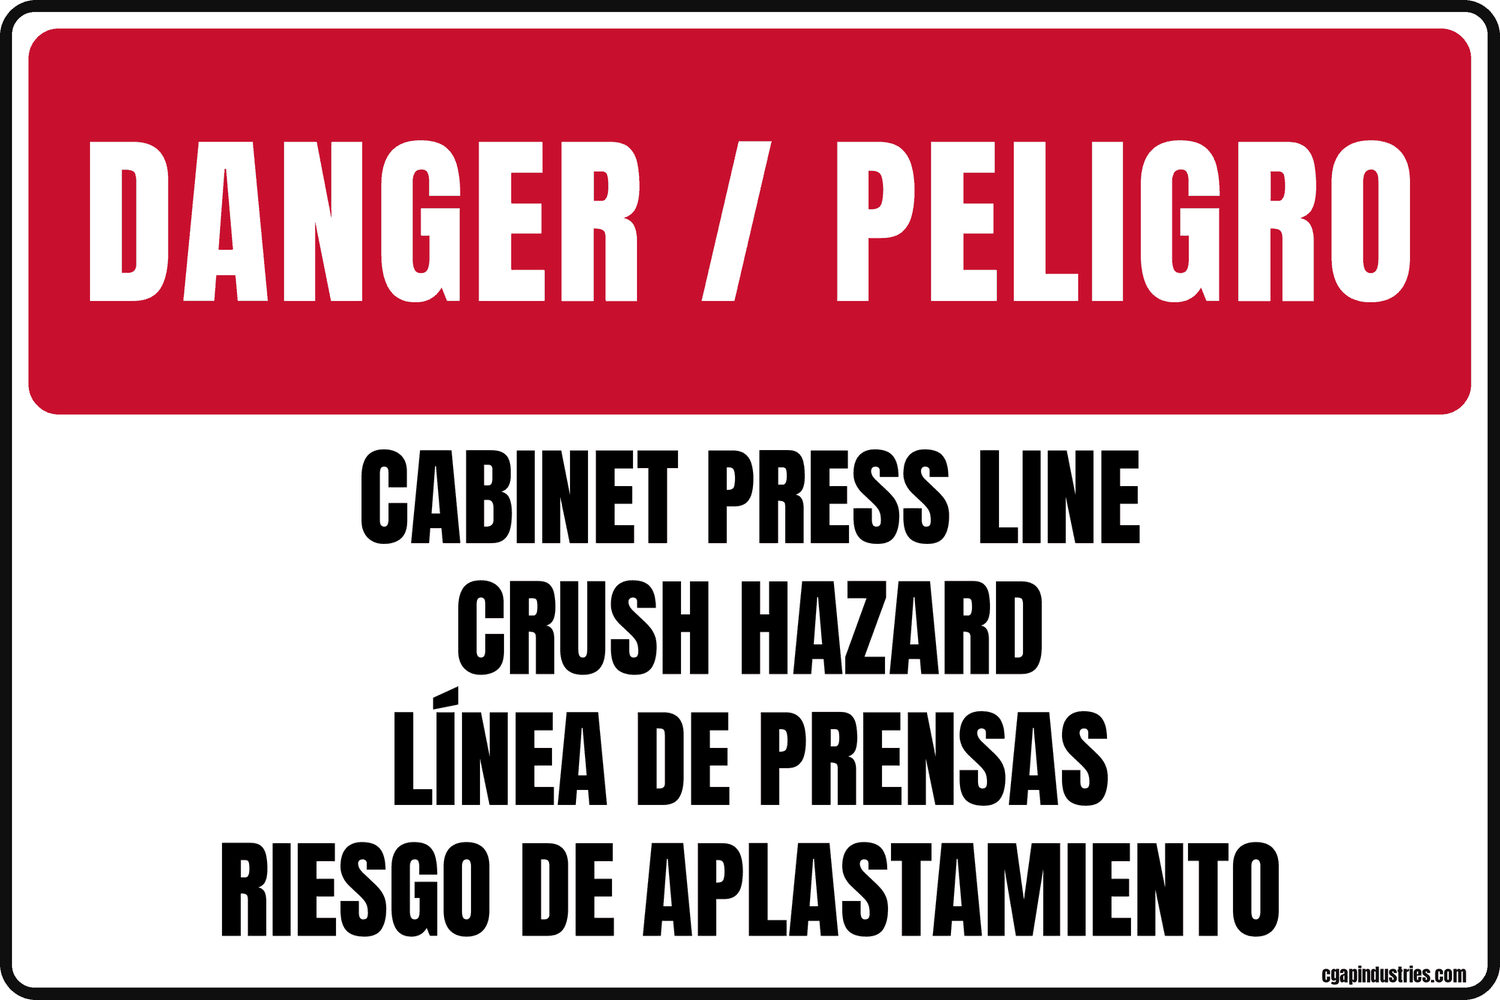 DANGER / PELIGRO
CABINET PRESS LINE
CRUSH HAZARD
LÍNEA DE PRENSAS
RIESGO DE APLASTAMIENTO
cgapindustries.com